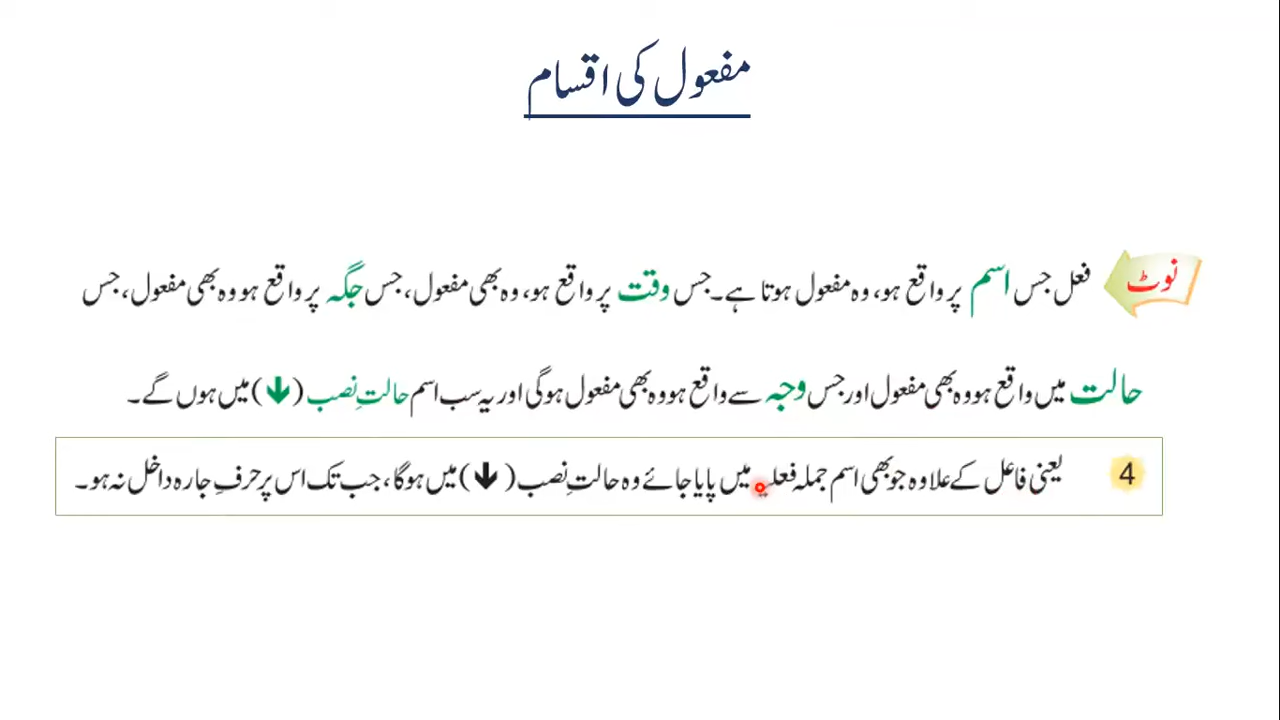 مفعول کی اقسام
نوٹ فعل جس اسم پر واقع ہو، وہ مفعول ہوتا ہے۔ جس وقت پر واقع ہو، وہ بھی مفعول، جس جگہ پر واقع ہو وہ بھی مفعول، جس
حالت میں واقع ہو وہ بھی مفعول اور جس وجہ سے واقع ہو وہ بھی مفعول ہوگی اور یہ سب اسم حالتِ نصب (↓) میں ہوں گے۔
4 یعنی فاعل کے علاوہ جو بھی اسم جملہ فعلیہ میں پایا جائے وہ حالتِ نصب (↓) میں ہوگا، جب تک اس پر حرفِ جارہ داخل نہ ہو۔